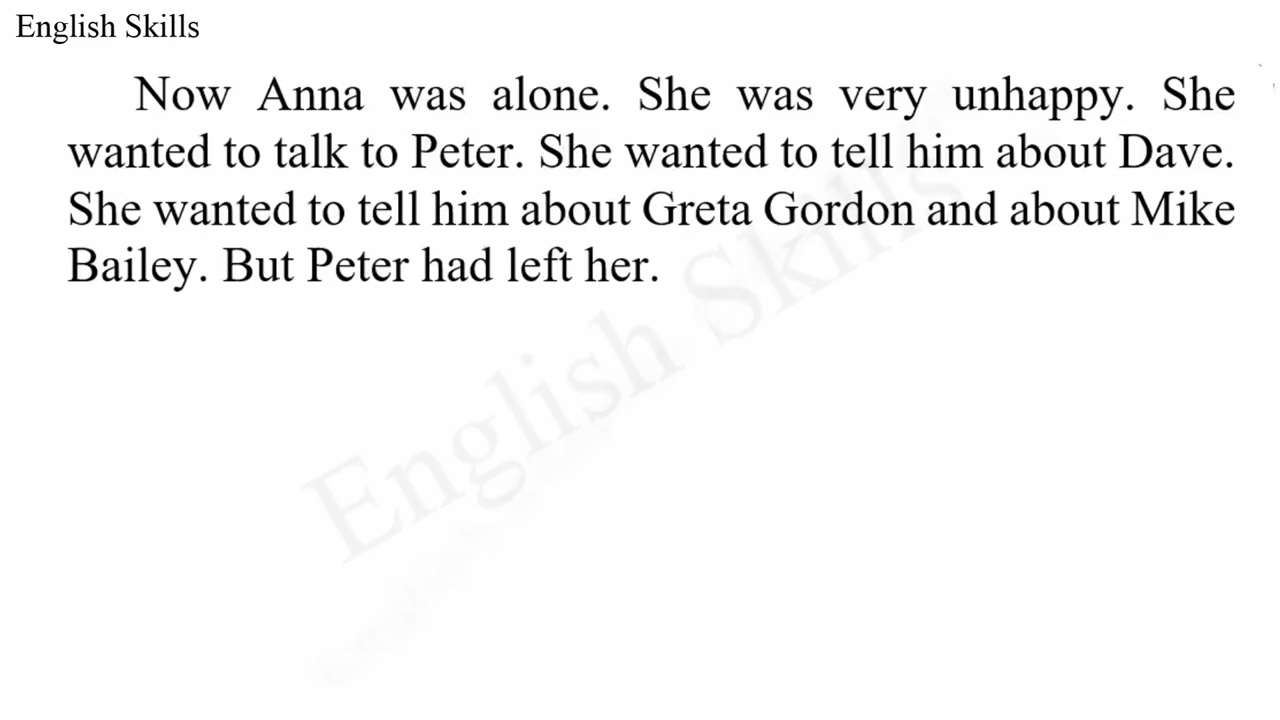 English Skills
Now Anna was alone. She was very unhappy. She
wanted to talk to Peter. She wanted to tell him about Dave.
She wanted to tell him about Greta Gordon and about Mike
Bailey. But Peter had left her.
English Skills